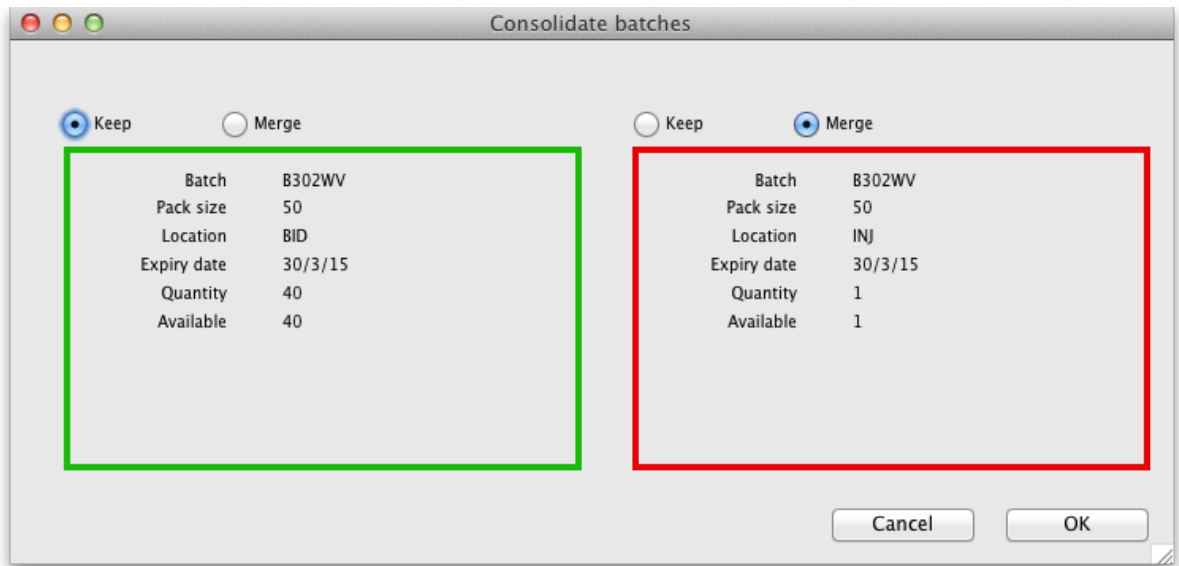 Consolidate batches
Keep Merge Keep Merge
Batch B302WV Batch B302WV
Pack size 50 Pack size 50
Location BID Location INJ
Expiry date 30/3/15 Expiry date 30/3/15
Quantity 40 Quantity 1
Available 40 Available 1
Cancel OK